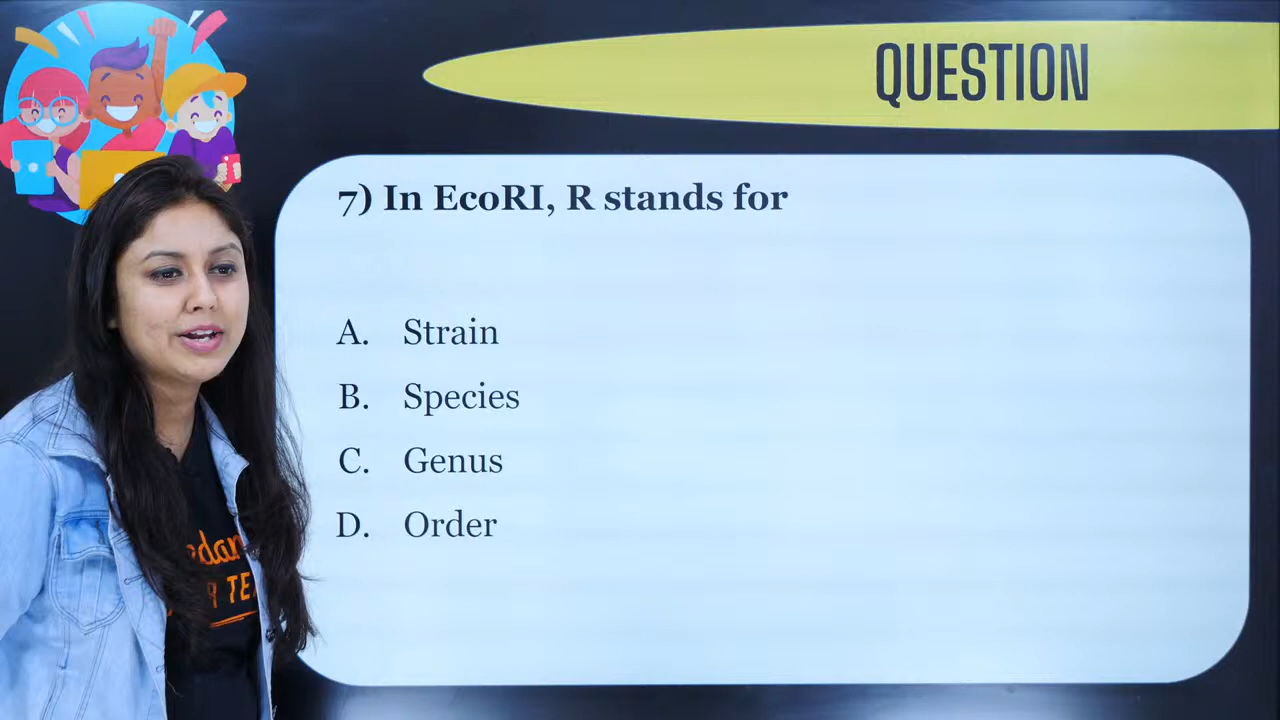 QUESTION
7) In EcoRI, R stands for
A. Strain
B. Species
C. Genus
D. Order